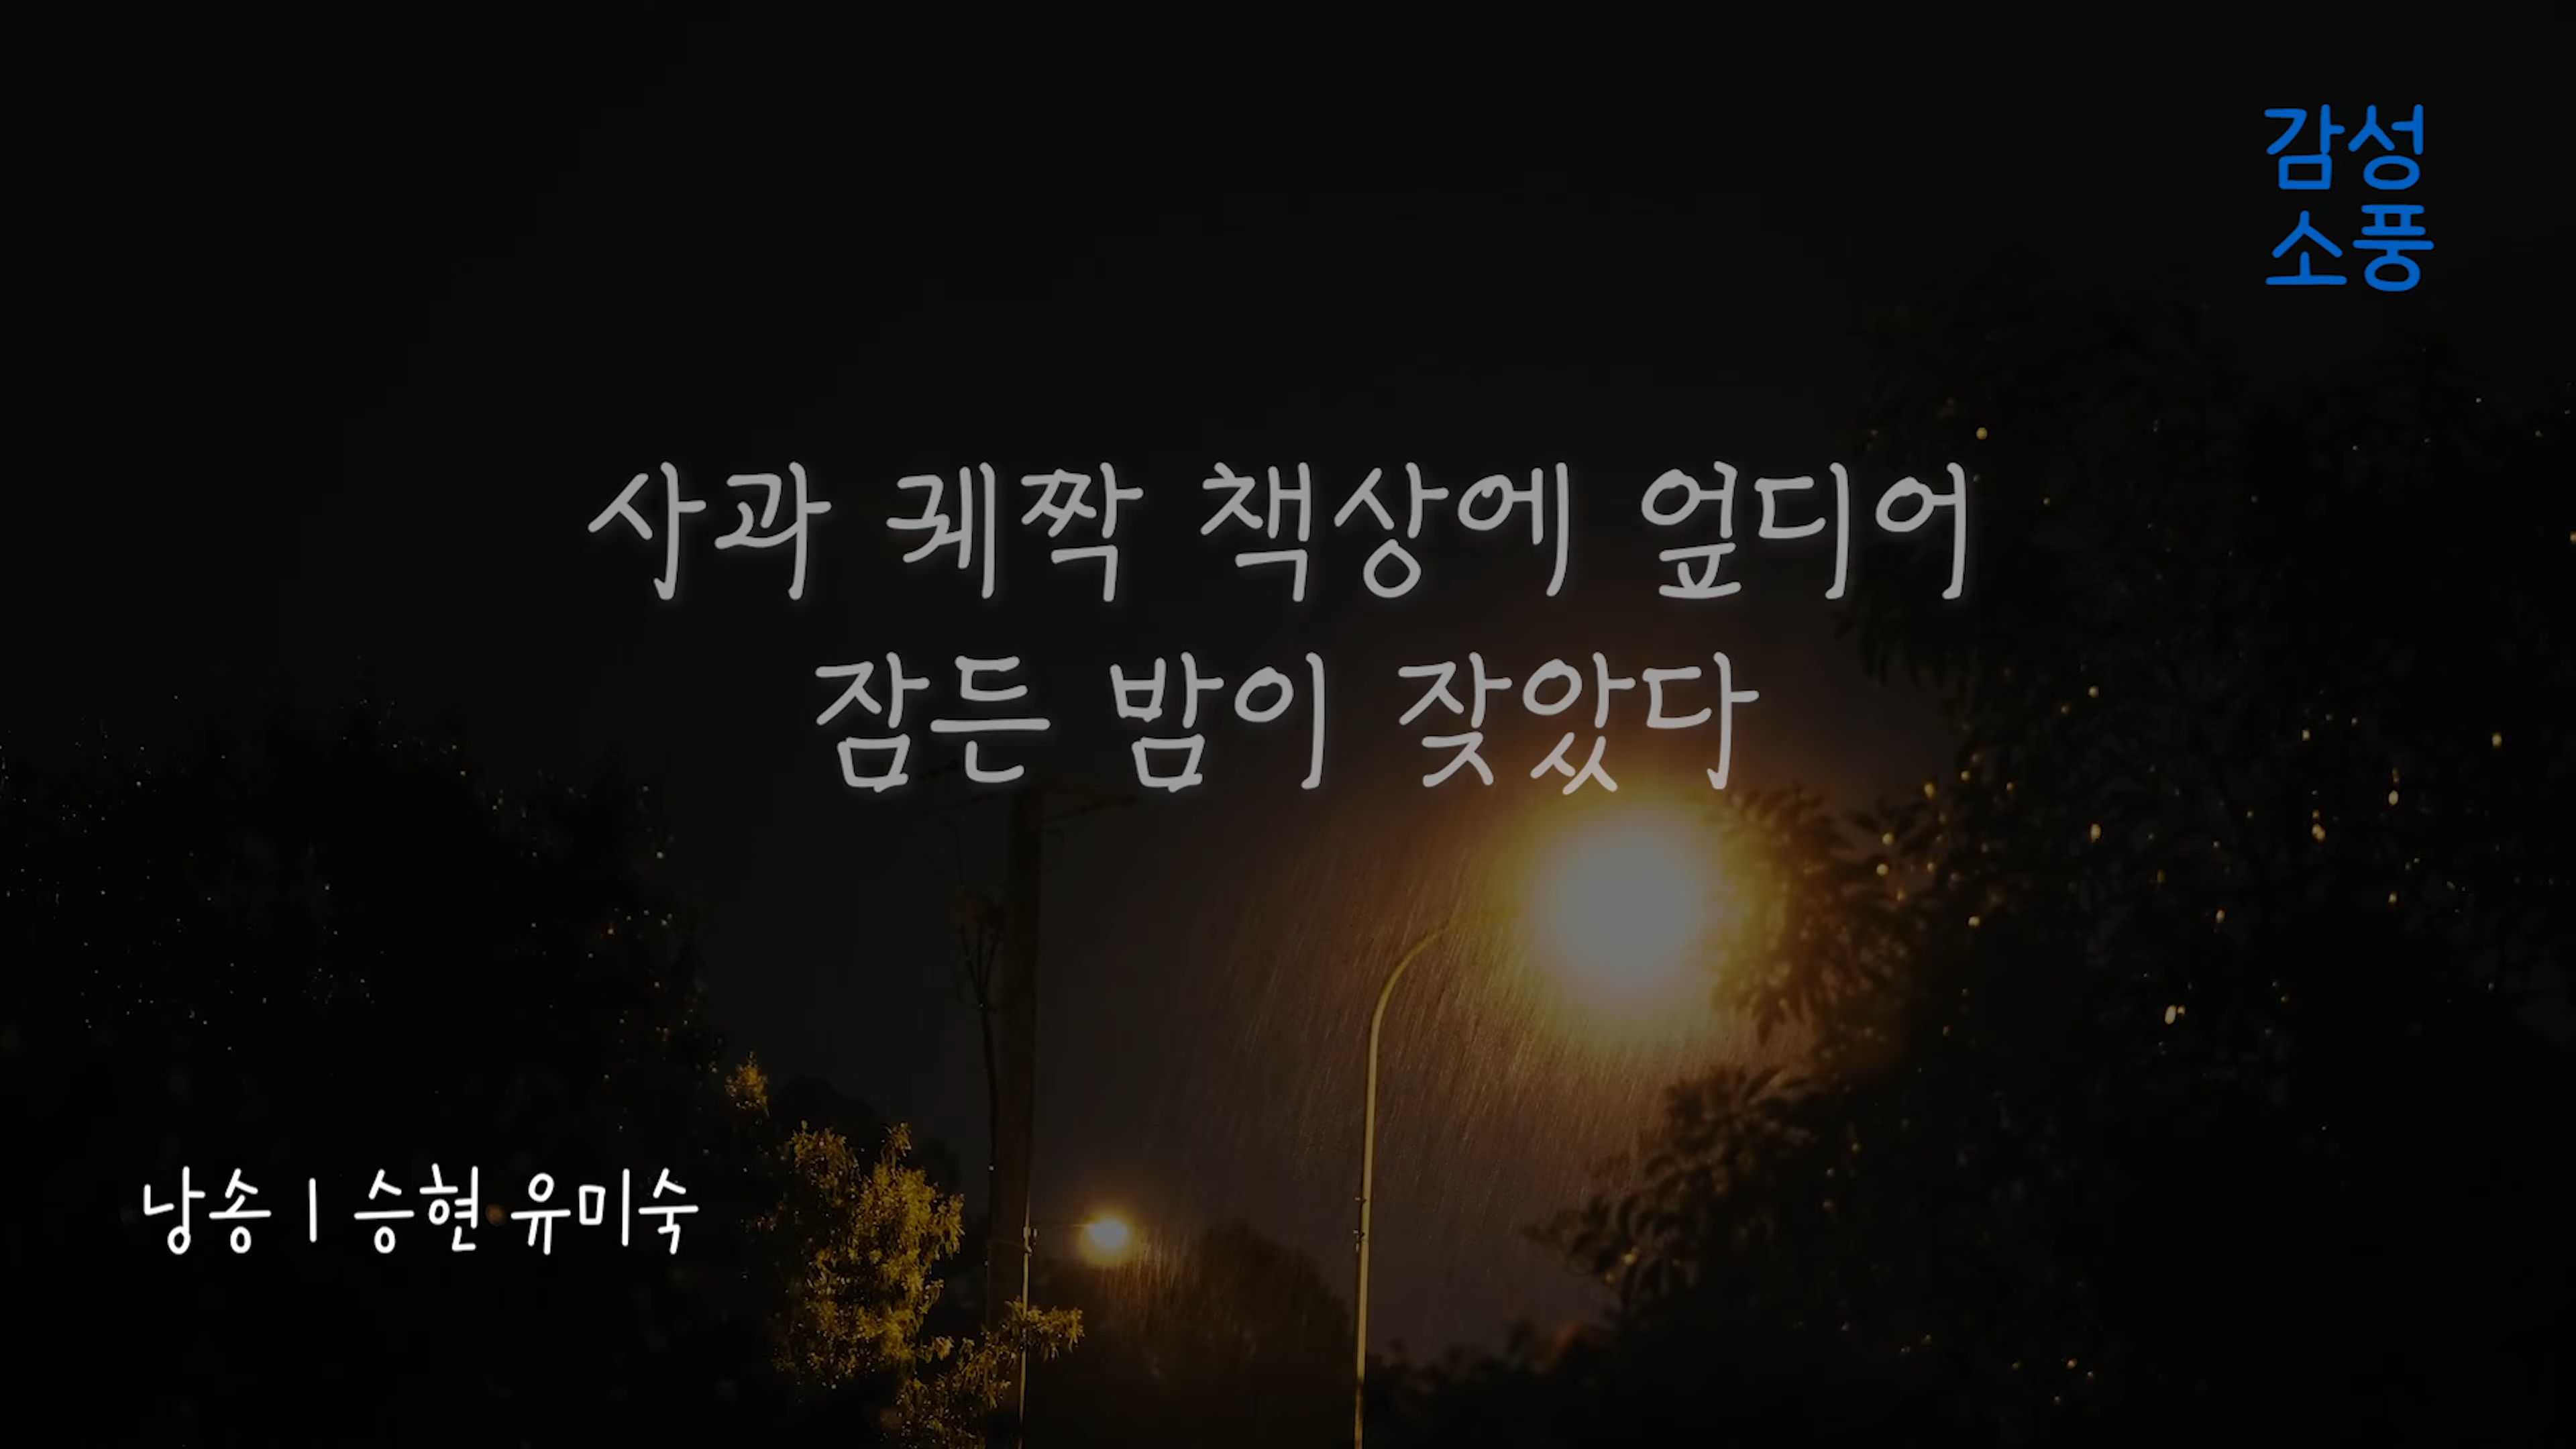 감성
소풍
사과 궤짝 책상에 엎디어
잠든 밤이 잦았다
낭송 | 승현 유미숙